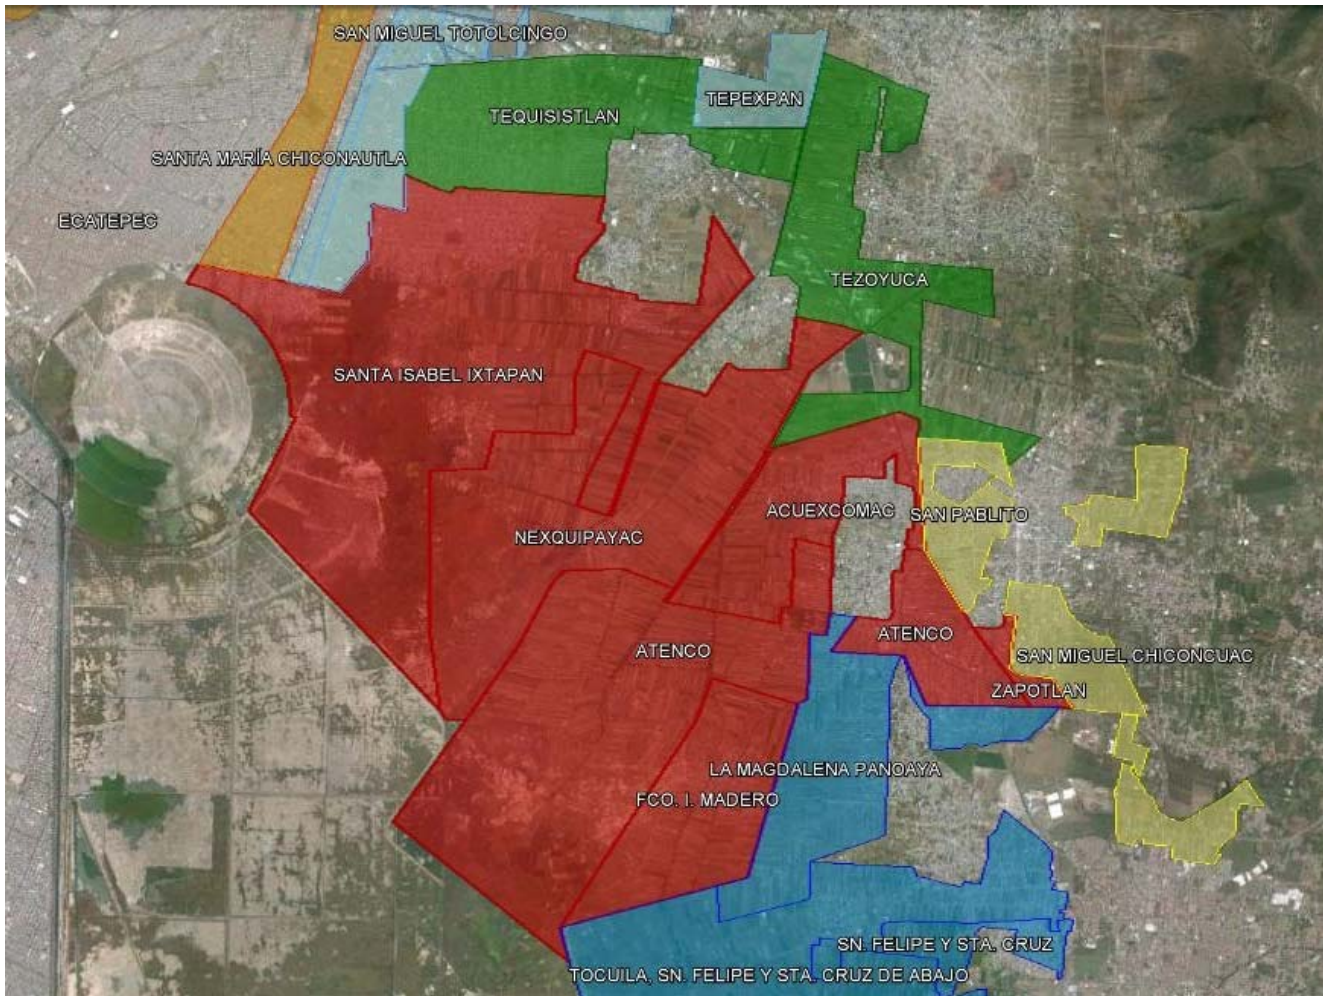 SAN MIGUEL TOTOLCINGO
TEPEXPAN
TEQUISISTLAN
SANTA MARÍA CHICONAUTLA
ECATEPEC
TEZOYUCA
SANTA ISABEL IXTAPAN
ACUEXCOMAC
SAN PABLITO
NEXQUIPAYAC
ATENCO
ATENCO
SAN MIGUEL CHICONCUAC
ZAPOTLAN
LA MAGDALENA PANOAYA
FCO. I. MADERO
SN. FELIPE Y STA. CRUZ
TOCUILA, SN. FELIPE Y STA. CRUZ DE ABAJO